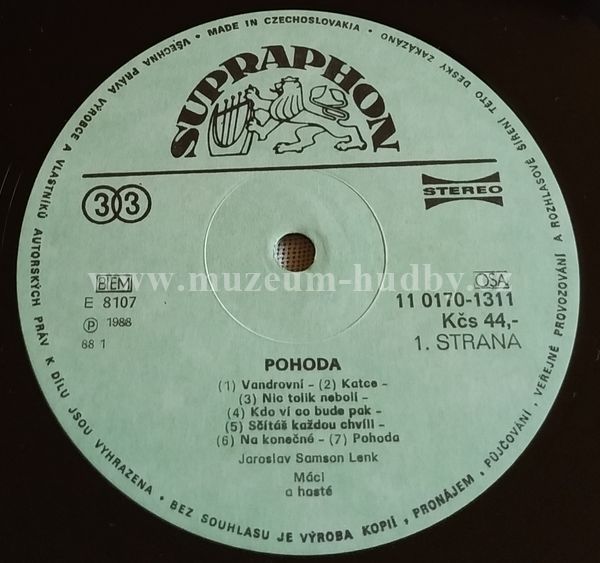 VŠECHNA PRÁVA VÝROBCE A VLASTNÍKŮ AUTORSKÝCH PRÁV K DÍLU JSOU VYHRAZENA • BEZ SOUHLASU JE VÝROBA KOPIÍ, PRONÁJEM, PŮJČOVÁNÍ, VEŘEJNÉ PROVOZOVÁNÍ A ROZHLASOVÉ ŠÍŘENÍ TÉTO DESKY ZAKÁZÁNO • MADE IN CZECHOSLOVAKIA •
SUPRAPHON
33
STEREO
www.muzeum-hudby.cz
BIEM
OSA
E 8107
11 0170-1311
Ⓟ 1988
Kčs 44,-
88 1
1. STRANA
POHODA
(1) Vandrovní - (2) Katce -
(3) Nic tolik nebolí -
(4) Kdo ví co bude pak -
(5) Sčítáš každou chvíli -
(6) Na konečné - (7) Pohoda
Jaroslav Samson Lenk
Máci
a hosté